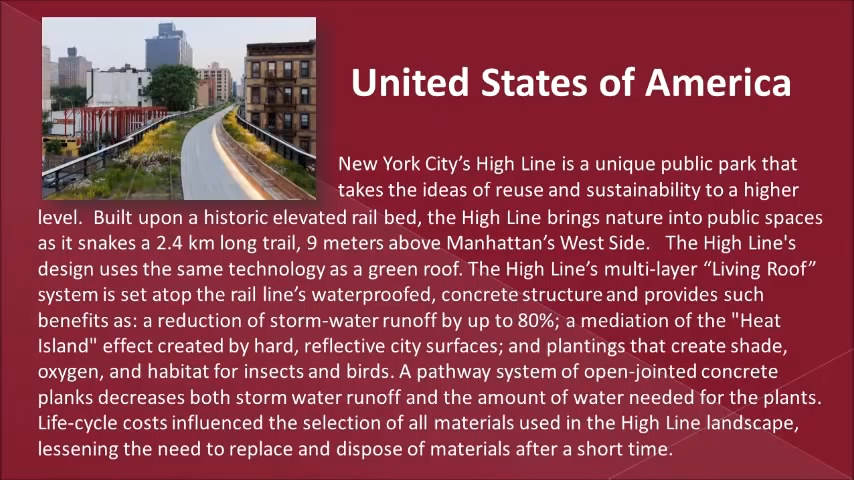 United States of America
New York City’s High Line is a unique public park that
takes the ideas of reuse and sustainability to a higher
level.  Built upon a historic elevated rail bed, the High Line brings nature into public spaces
as it snakes a 2.4 km long trail, 9 meters above Manhattan’s West Side.   The High Line's
design uses the same technology as a green roof. The High Line’s multi-layer “Living Roof”
system is set atop the rail line’s waterproofed, concrete structure and provides such
benefits as: a reduction of storm-water runoff by up to 80%; a mediation of the "Heat
Island" effect created by hard, reflective city surfaces; and plantings that create shade,
oxygen, and habitat for insects and birds. A pathway system of open-jointed concrete
planks decreases both storm water runoff and the amount of water needed for the plants.
Life-cycle costs influenced the selection of all materials used in the High Line landscape,
lessening the need to replace and dispose of materials after a short time.